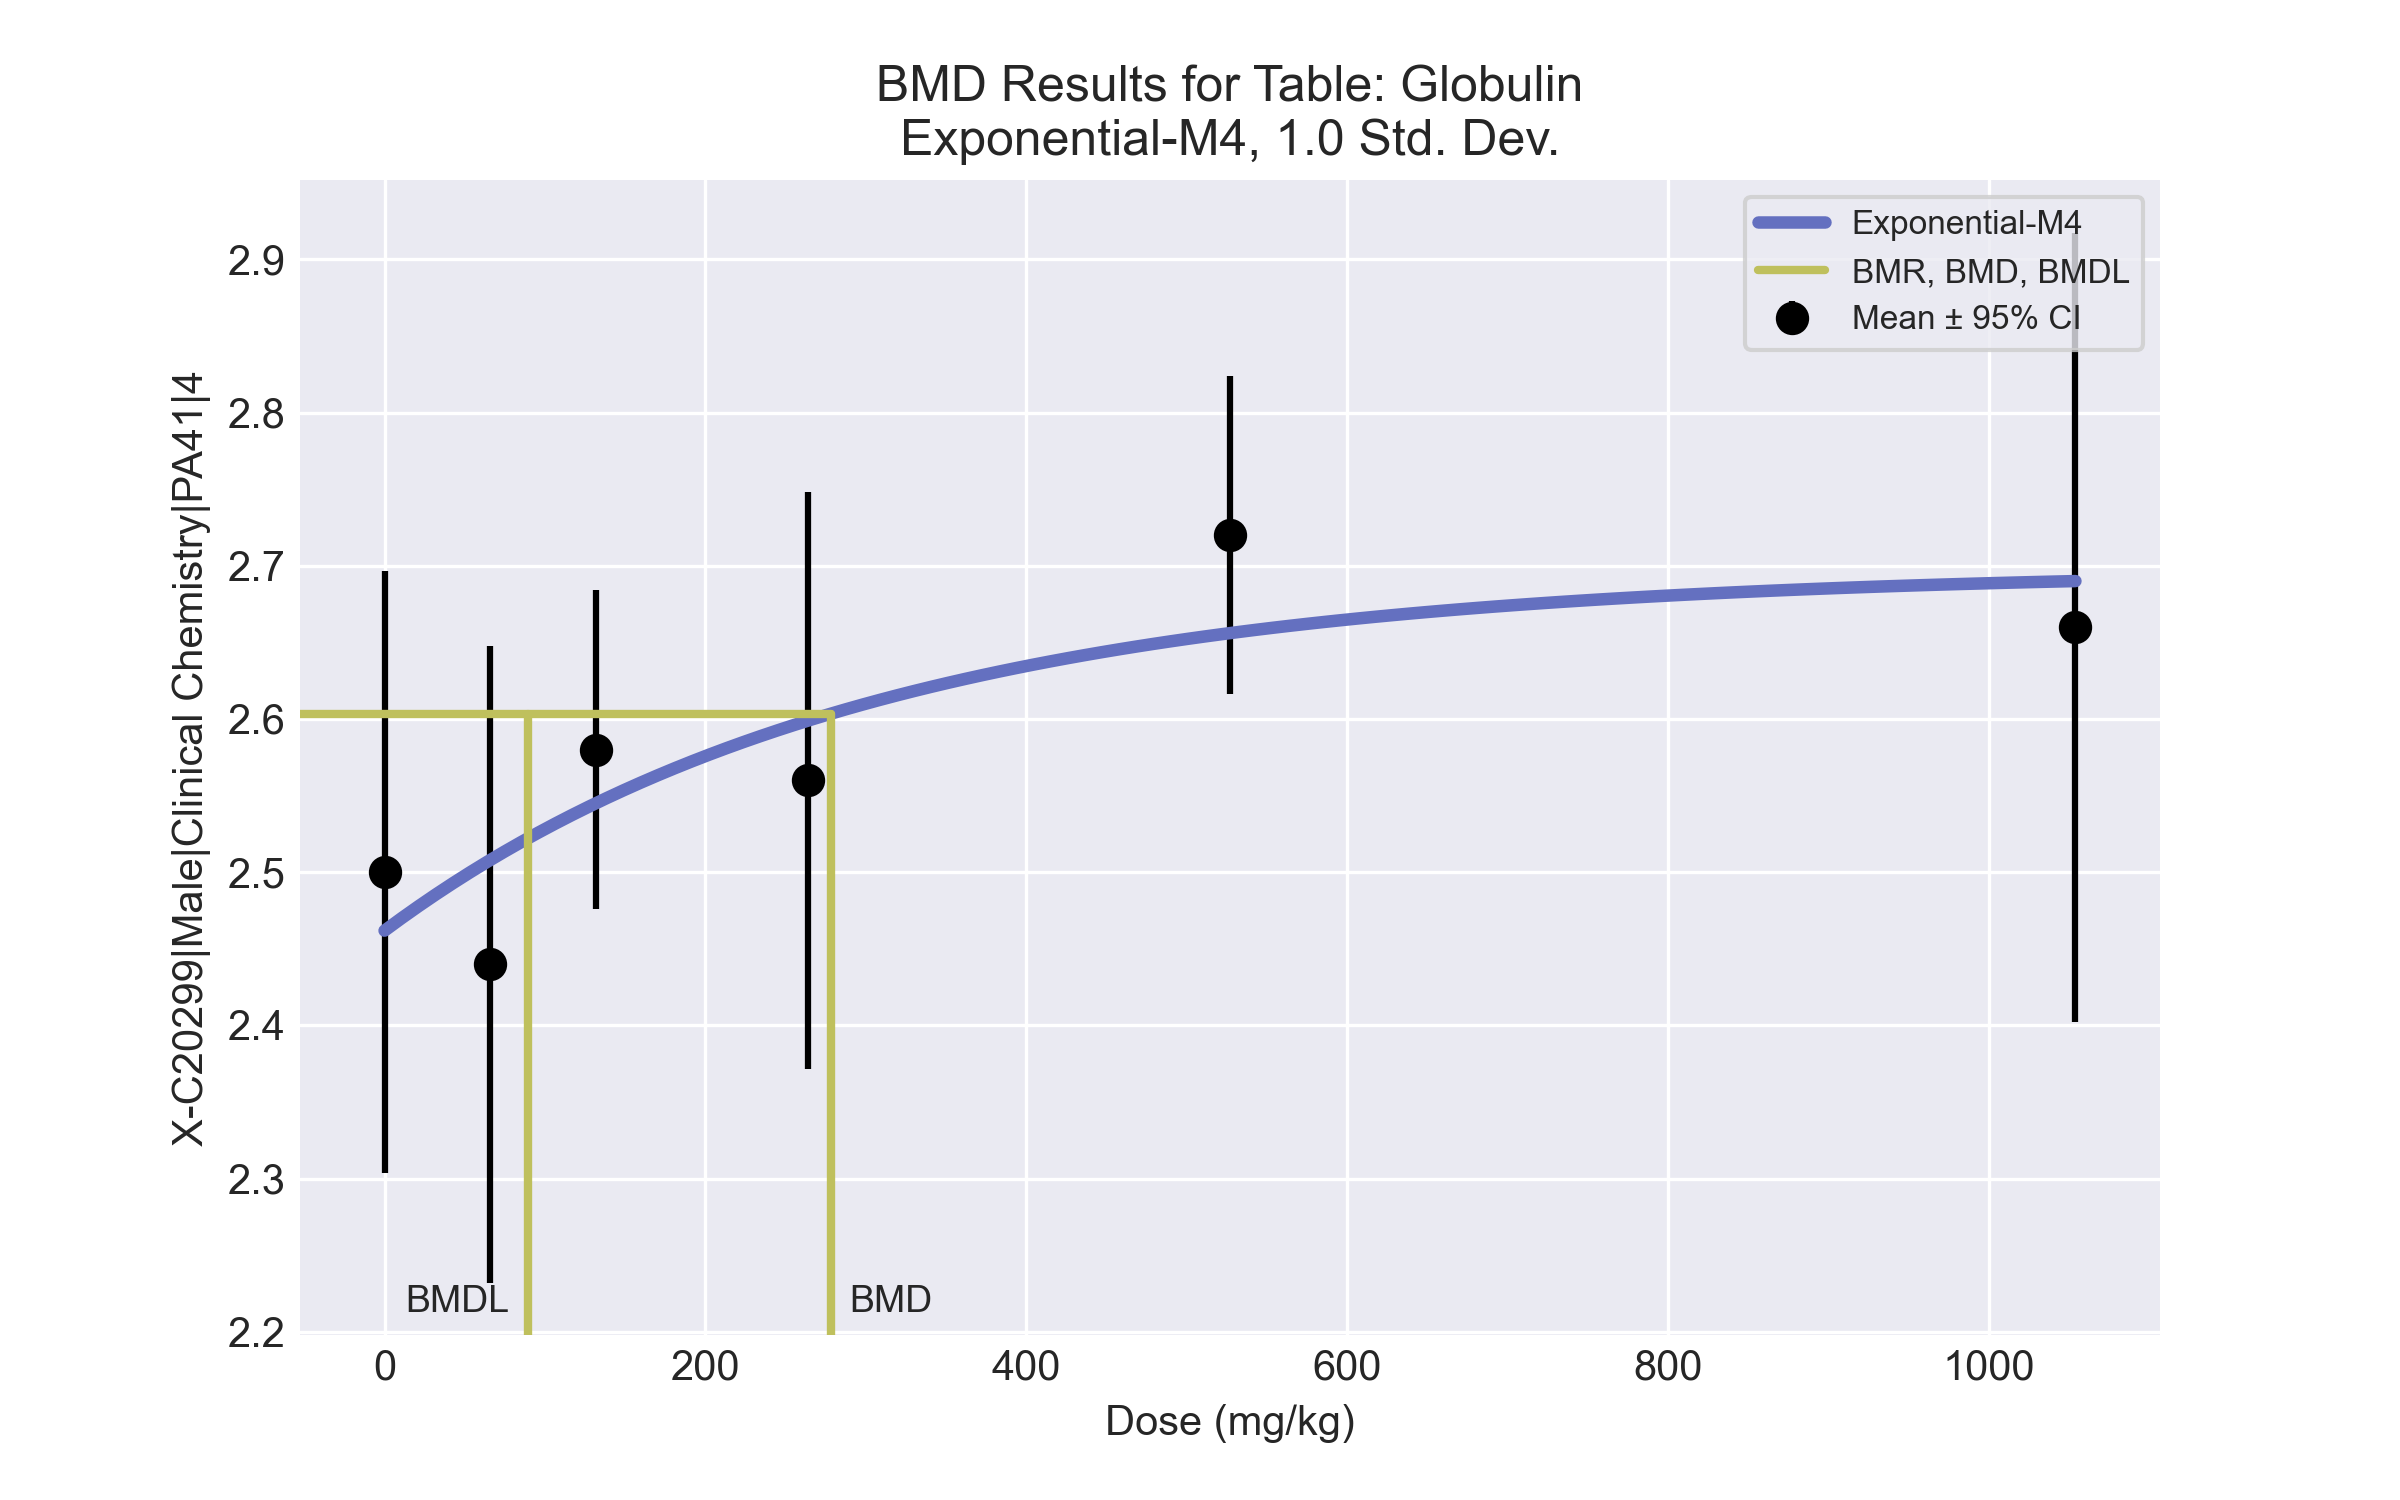 BMD Results for Table: Globulin
Exponential-M4, 1.0 Std. Dev.
Exponential-M4
BMR, BMD, BMDL
Mean ± 95% CI
X-C20299|Male|Clinical Chemistry|PA41|4
2.9
2.8
2.7
2.6
2.5
2.4
2.3
2.2
BMDL
BMD
0
200
400
600
800
1000
Dose (mg/kg)